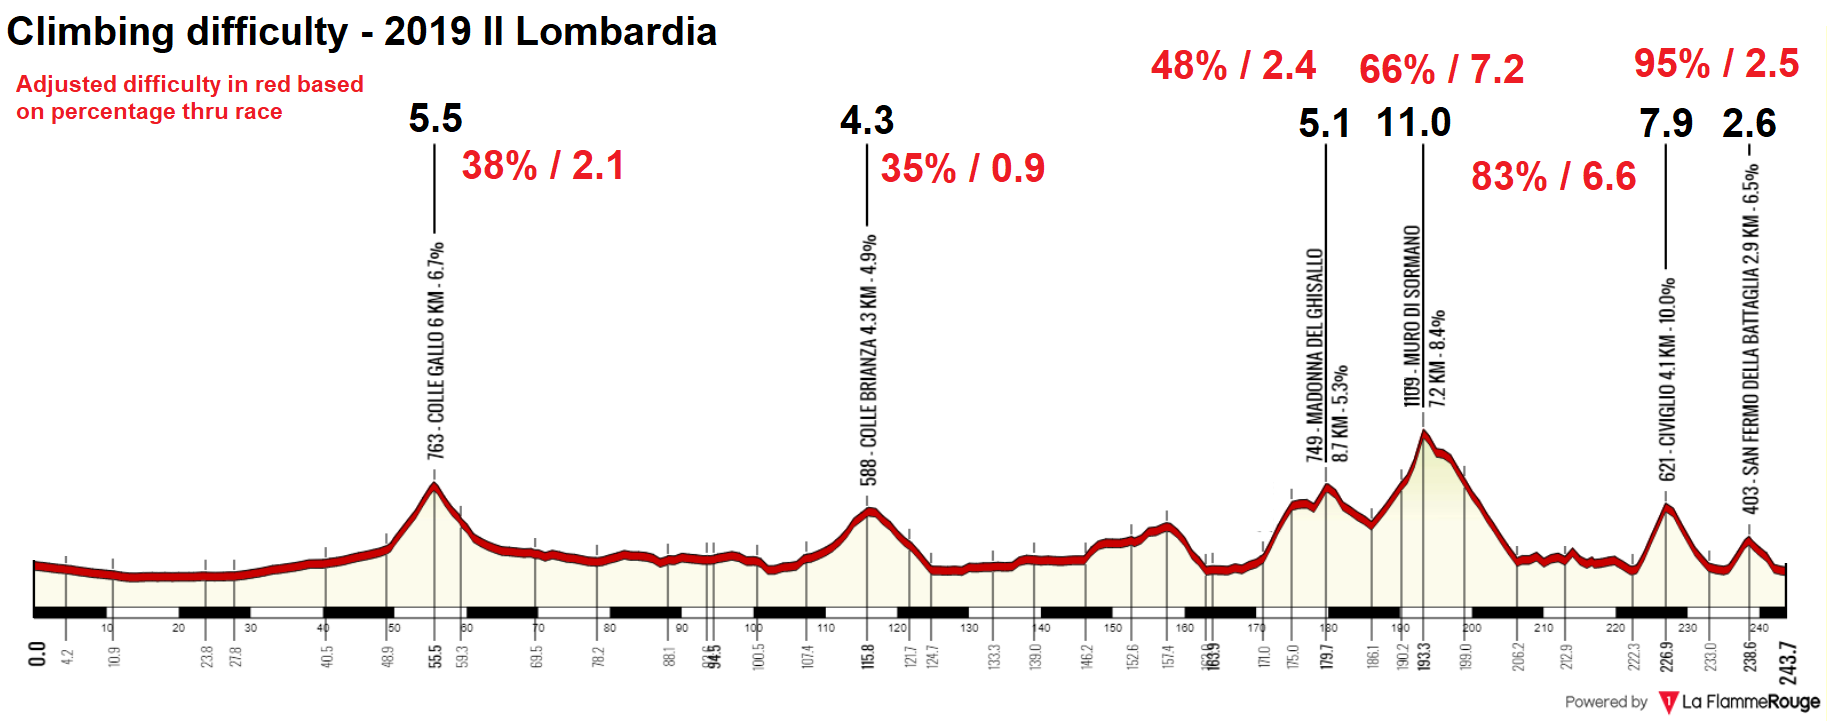 Climbing difficulty - 2019 Il Lombardia
Adjusted difficulty in red based
on percentage thru race
48% / 2.4
66% / 7.2
95% / 2.5
5.5
4.3
5.1
11.0
7.9
2.6
38% / 2.1
35% / 0.9
83% / 6.6
763 - COLLE GALLO 6 KM - 6.7%
588 - COLLE BRIANZA 4.3 KM - 4.9%
749 - MADONNA DEL GHISALLO
8.7 KM - 5.3%
1109 - MURO DI SORMANO
7.2 KM - 8.4%
621 - CIVIGLIO 4.1 KM - 10.0%
403 - SAN FERMO DELLA BATTAGLIA 2.9 KM - 6.5%
10 20 30 40 50 60 70 80 90 100 110 120 130 140 150 160 170 180 190 200 210 220 230 240
0.0 4.2 10.9 23.8 27.8 40.5 48.9 55.5 59.3 69.5 78.2 88.1 94.5 100.5 107.4 115.8 121.7 124.7 133.3 139.0 146.2 152.6 157.4 163.9 171.0 175.0 179.7 186.1 190.2 193.3 199.0 206.2 212.9 222.3 226.9 233.0 238.6 243.7
Powered by La FlammeRouge